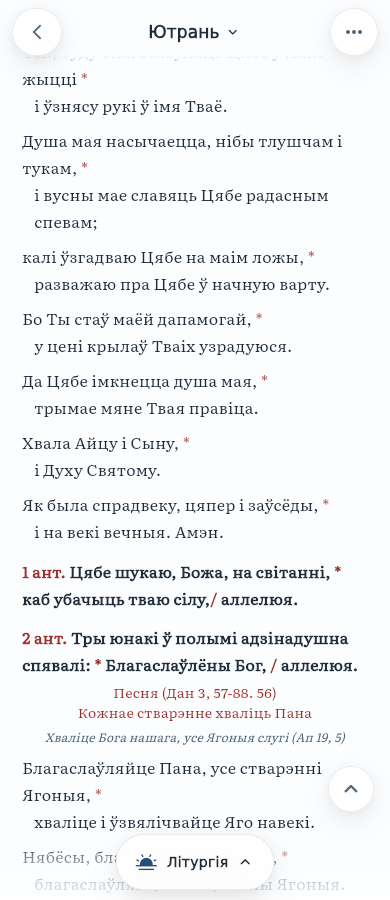 Ютрань
жыцці *
і ўзнясу рукі ў імя Тваё.
Душа мая насычаецца, нібы тлушчам і
тукам, *
і вусны мае славяць Цябе радасным
спевам;
калі ўзгадваю Цябе на маім ложы, *
разважаю пра Цябе ў начную варту.
Бо Ты стаў маёй дапамогай, *
у цені крылаў Тваіх узрадуюся.
Да Цябе імкнецца душа мая, *
трымае мяне Твая правіца.
Хвала Айцу і Сыну, *
і Духу Святому.
Як была спрадвеку, цяпер і заўсёды, *
і на векі вечныя. Амэн.
1 ант. Цябе шукаю, Божа, на світанні, *
каб убачыць тваю сілу,/ аллелюя.
2 ант. Тры юнакі ў полымі адзінадушна
спявалі: * Благаслаўлёны Бог, / аллелюя.
Песня (Дан 3, 57-88. 56)
Кожнае стварэнне хваліць Пана
Хваліце Бога нашага, усе Ягоныя слугі (Ап 19, 5)
Благаслаўляйце Пана, усе стварэнні
Ягоныя, *
хваліце і ўзвялічвайце Яго навекі.
Нябёсы, *
Ягоныя.
Літургія